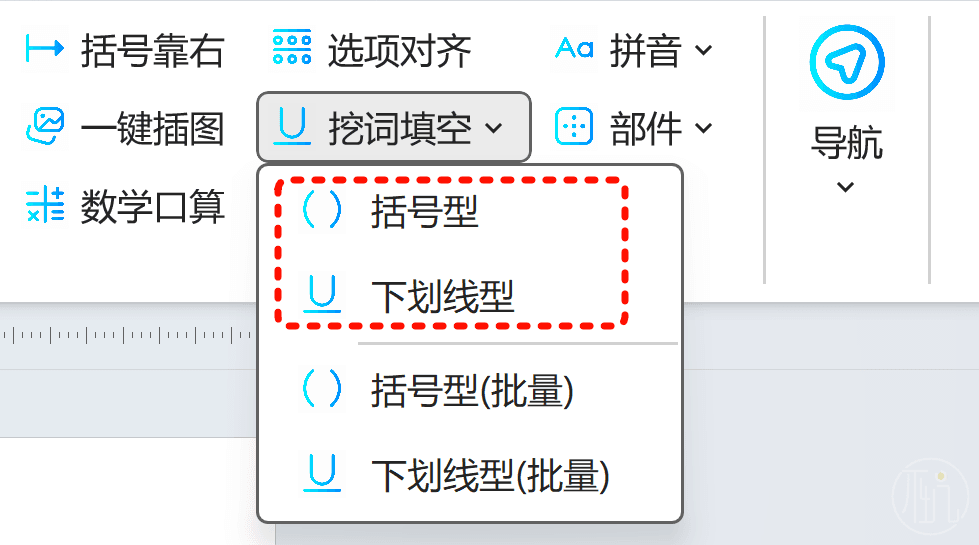 括号靠右
选项对齐
Aa 拼音
一键插图
挖词填空
部件
导航
数学口算
括号型
下划线型
括号型(批量)
下划线型(批量)